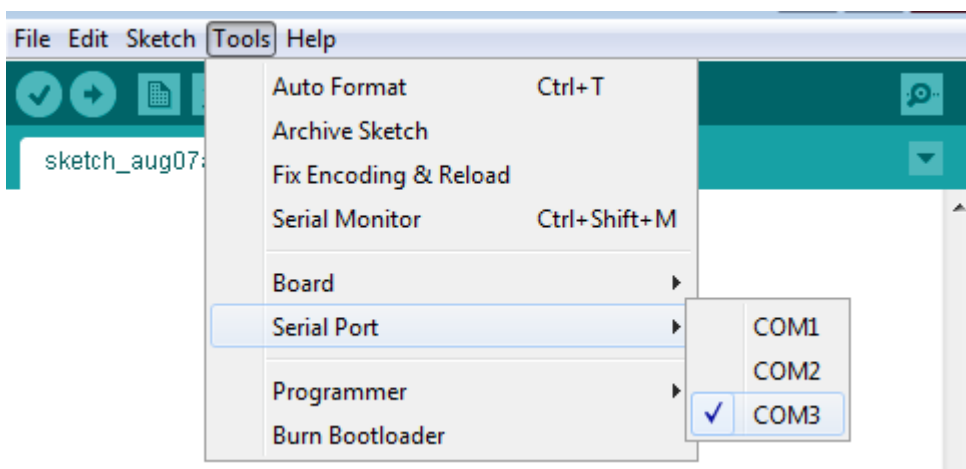 File Edit Sketch Tools Help
sketch_aug07a
Auto Format Ctrl+T
Archive Sketch
Fix Encoding & Reload
Serial Monitor Ctrl+Shift+M
Board
Serial Port
Programmer
Burn Bootloader
COM1
COM2
COM3